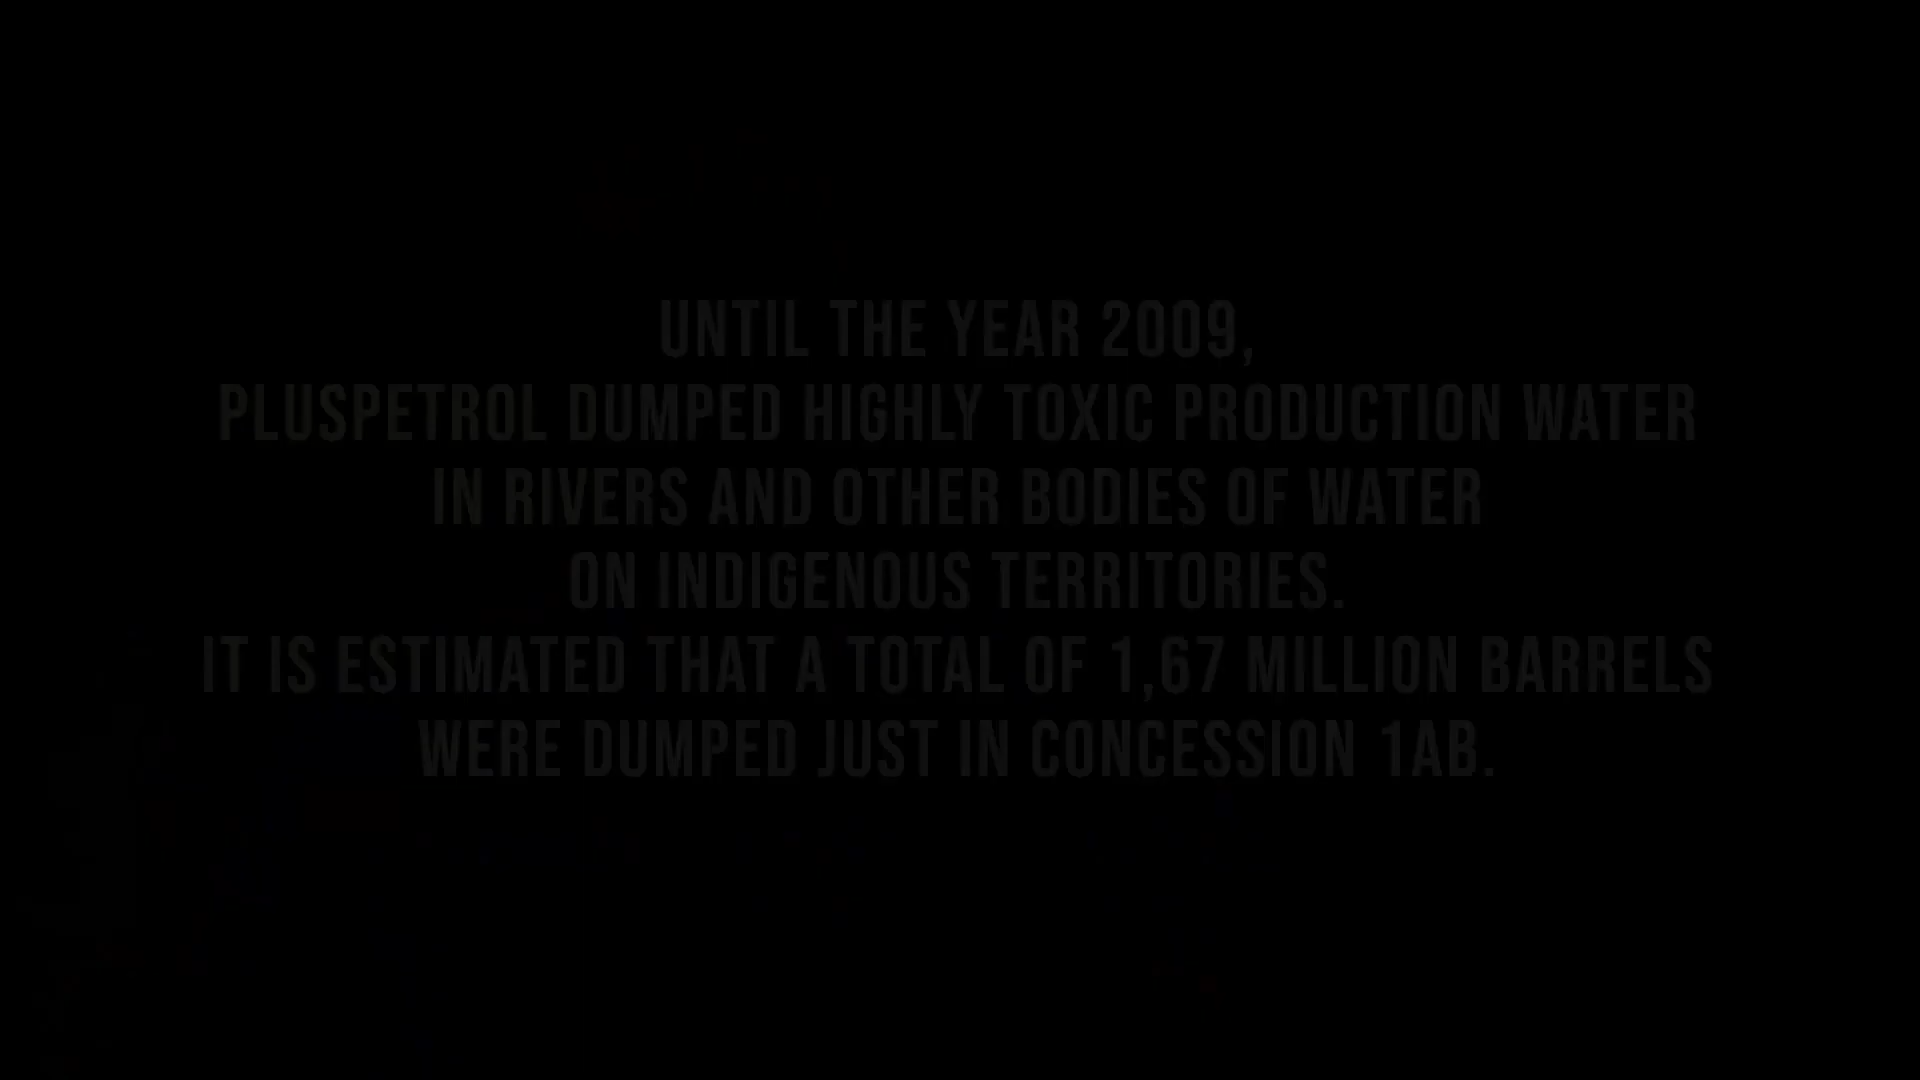 UNTIL THE YEAR 2009,
PLUSPETROL DUMPED HIGHLY TOXIC PRODUCTION WATER
IN RIVERS AND OTHER BODIES OF WATER
ON INDIGENOUS TERRITORIES.
IT IS ESTIMATED THAT A TOTAL OF 1,67 MILLION BARRELS
WERE DUMPED JUST IN CONCESSION 1AB.